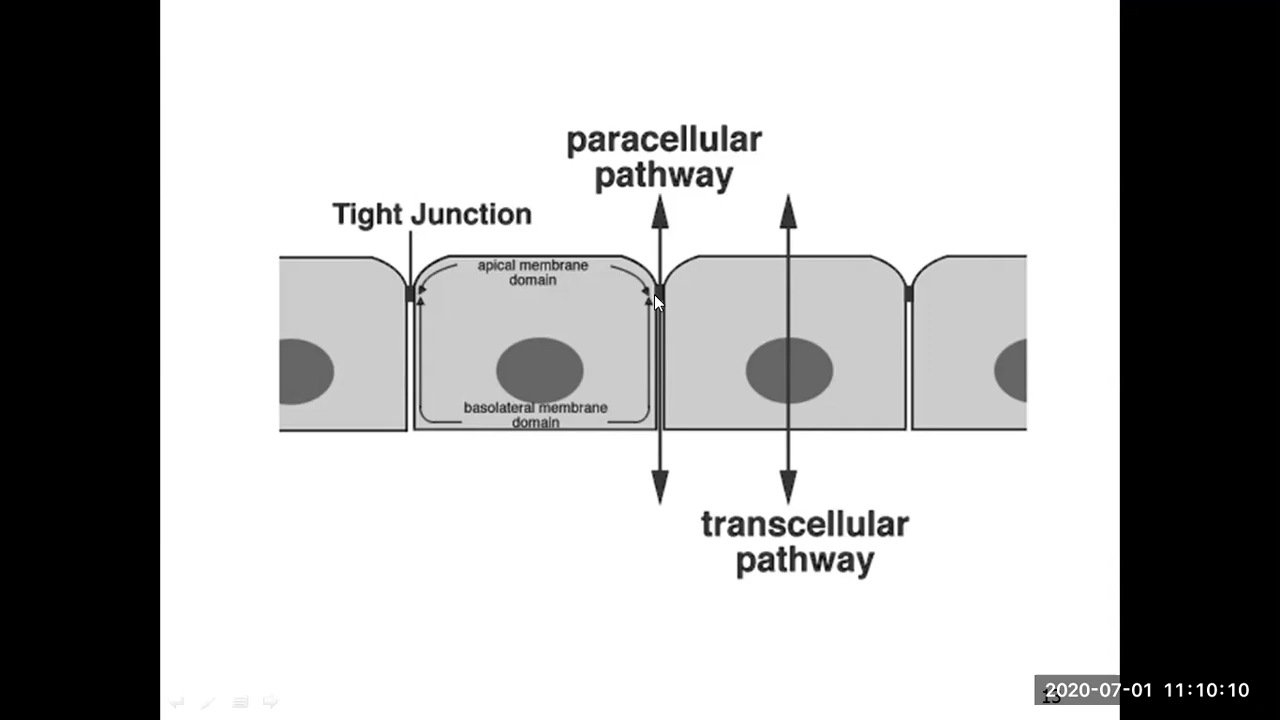 paracellular
pathway
Tight Junction
apical membrane
domain
basolateral membrane
domain
transcellular
pathway
2020-07-01 11:10:10